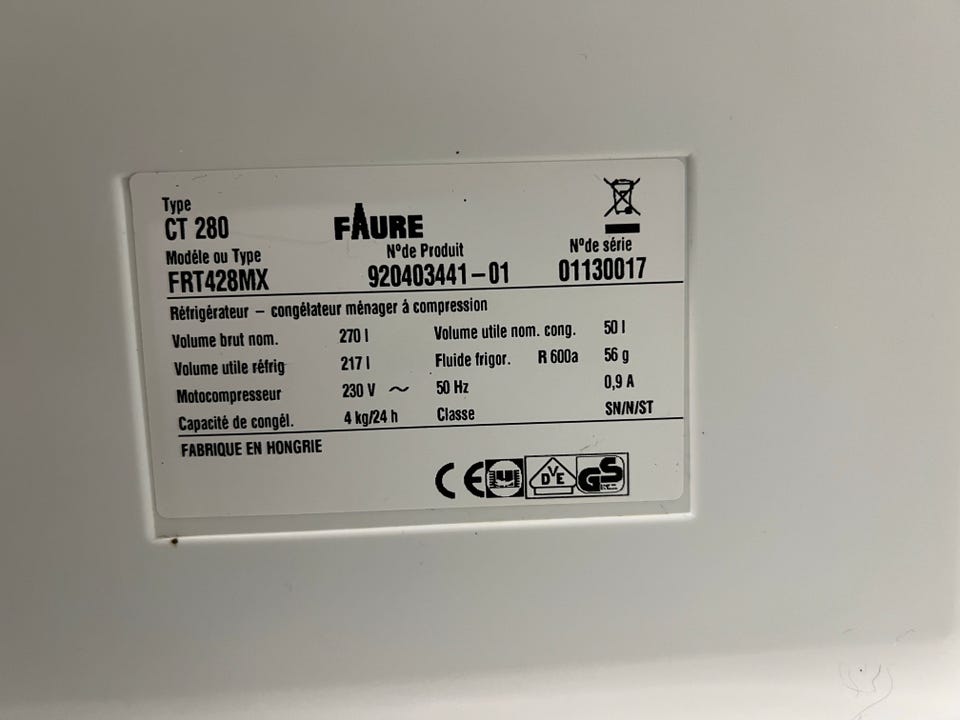 Type
CT 280
FAURE
Modéle ou Type
N°de Produit
N°de série
FRT428MX
920403441-01
01130017
Réfrigérateur - congélateur ménager á compression
Volume brut nom. 270 l Volume utile nom. cong. 50 l
Volume utile réfrig 217 l Fluide frigor. R 600a 56 g
Motocompresseur 230 V ~ 50 Hz 0,9 A
Capacité de congél. 4 kg/24 h Classe SN/N/ST
FABRIQUE EN HONGRIE
CE DVE GS